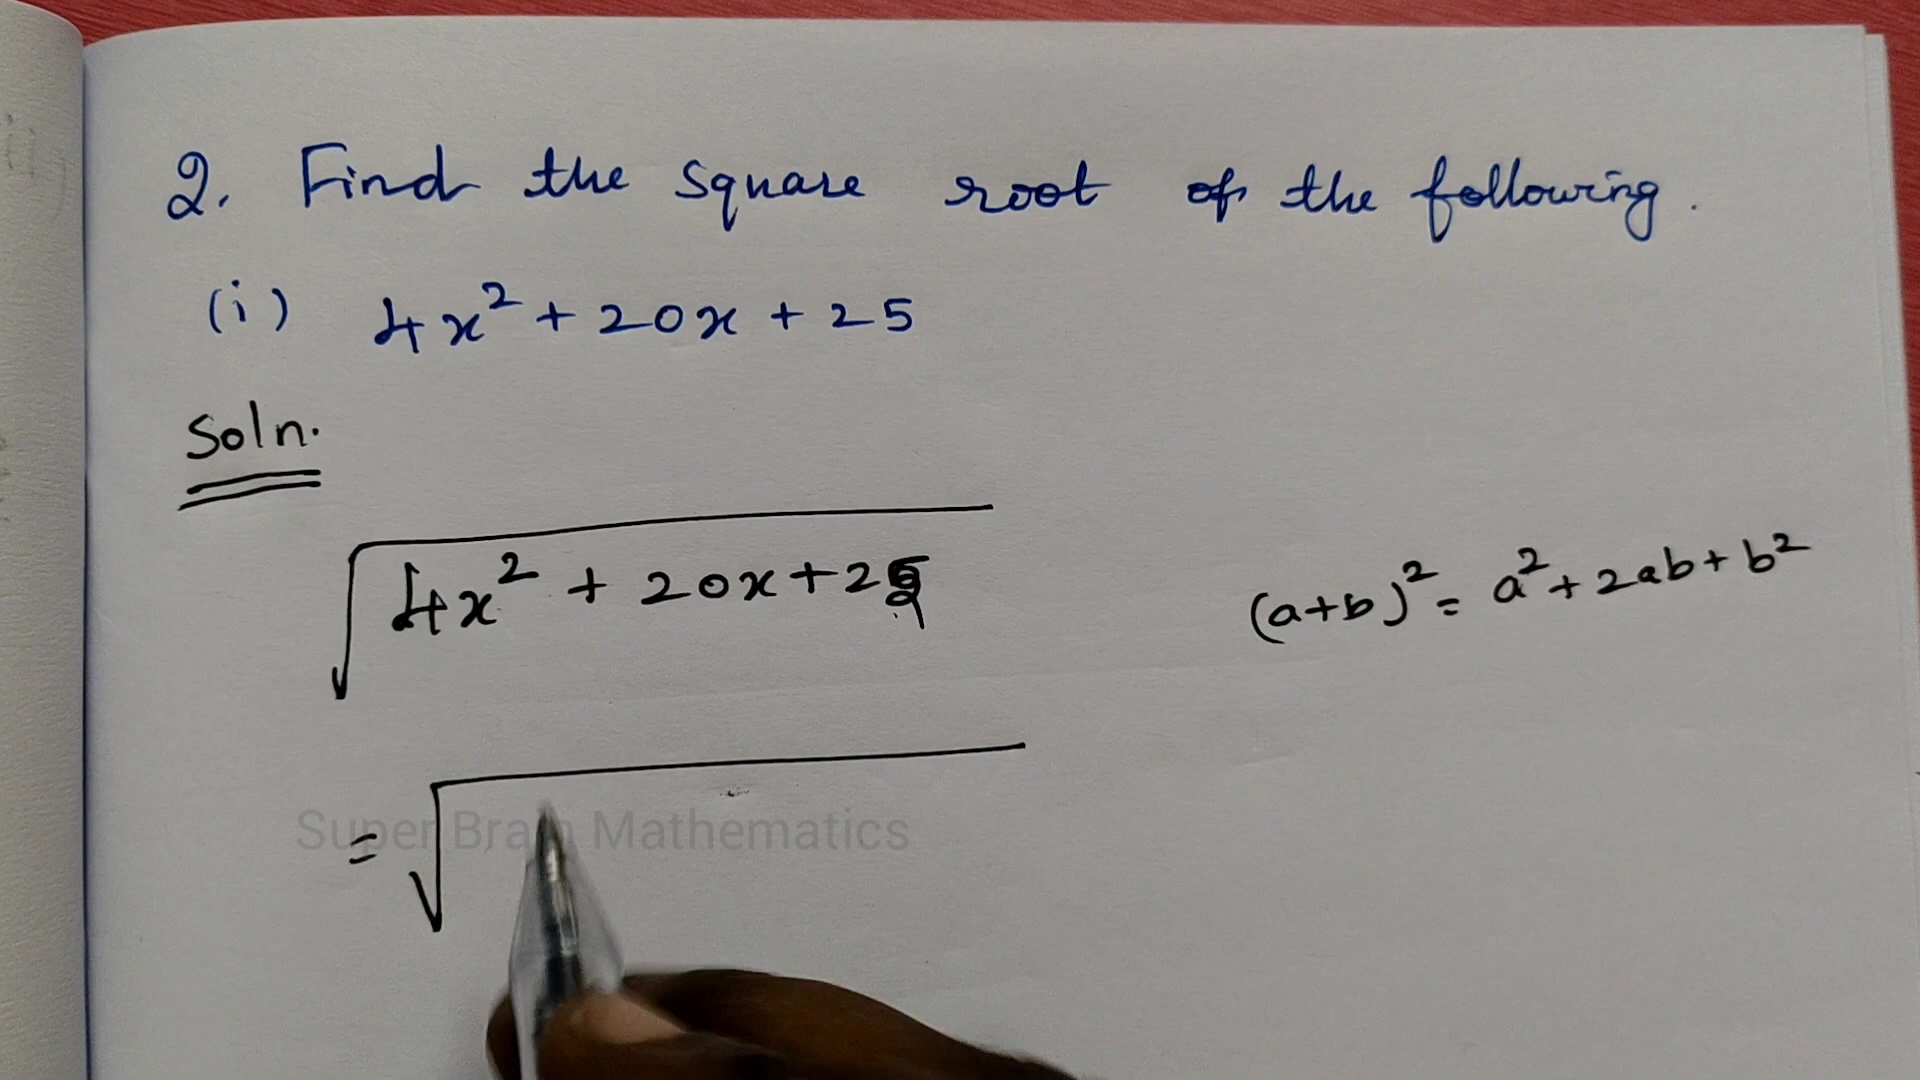 2. Find the square root of the following.
(i) 4x² + 20x + 25
Soln.
√4x² + 20x + 25
(a+b)² = a² + 2ab + b²
= √
Super Brain Mathematics